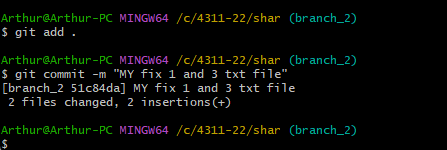 Arthur@Arthur-PC MINGW64 /c/4311-22/shar (branch_2)
$ git add .
Arthur@Arthur-PC MINGW64 /c/4311-22/shar (branch_2)
$ git commit -m "MY fix 1 and 3 txt file"
[branch_2 51c84da] MY fix 1 and 3 txt file
 2 files changed, 2 insertions(+)
Arthur@Arthur-PC MINGW64 /c/4311-22/shar (branch_2)
$